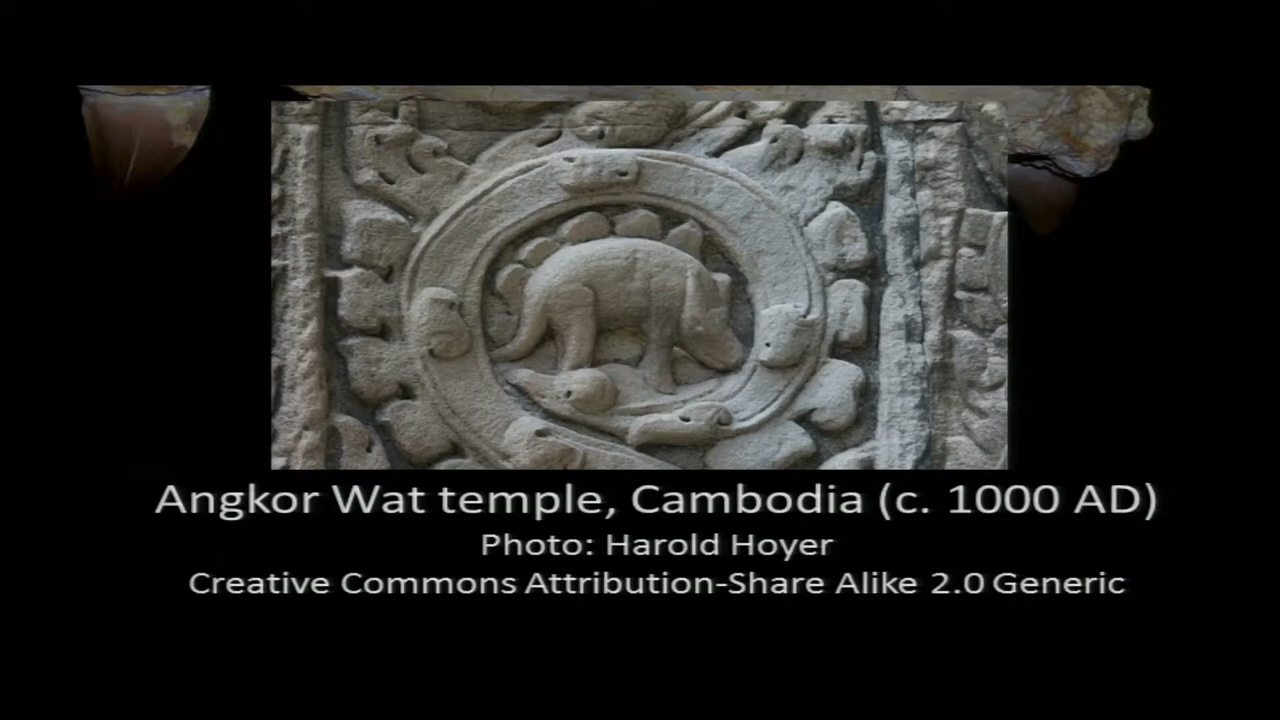 Angkor Wat temple, Cambodia (c. 1000 AD)
Photo: Harold Hoyer
Creative Commons Attribution-Share Alike 2.0 Generic